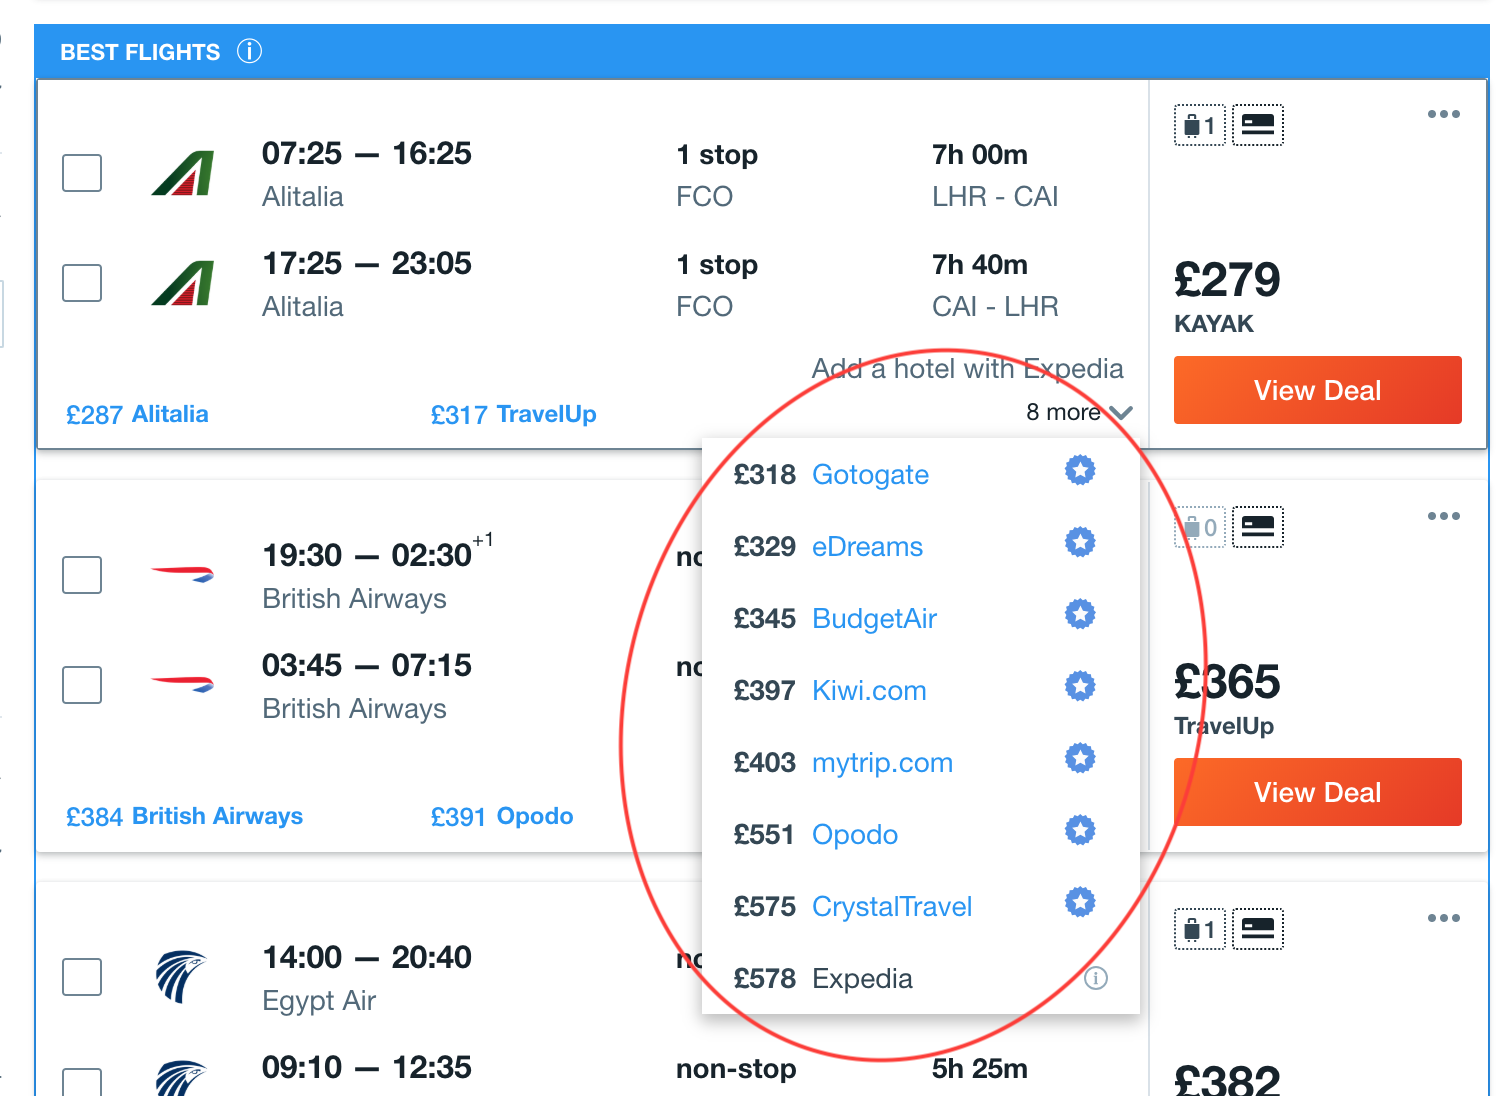 BEST FLIGHTS
07:25 — 16:25
Alitalia
1 stop
FCO
7h 00m
LHR - CAI
1
17:25 — 23:05
Alitalia
1 stop
FCO
7h 40m
CAI - LHR
£279
KAYAK
View Deal
Add a hotel with Expedia
£287 Alitalia
£317 TravelUp
8 more
£318 Gotogate
£329 eDreams
£345 BudgetAir
£397 Kiwi.com
£403 mytrip.com
£551 Opodo
£575 CrystalTravel
£578 Expedia
19:30 — 02:30+1
British Airways
0
03:45 — 07:15
British Airways
£365
TravelUp
View Deal
£384 British Airways
£391 Opodo
14:00 — 20:40
Egypt Air
1
09:10 — 12:35
non-stop
5h 25m
£382